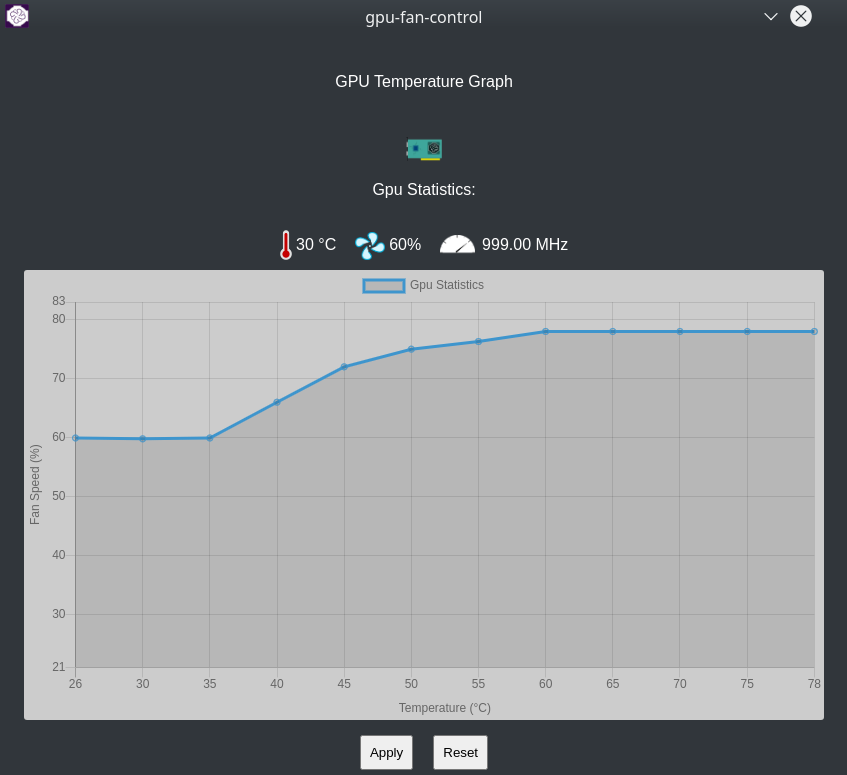 gpu-fan-control
GPU Temperature Graph
Gpu Statistics:
30 °C 60% 999.00 MHz
Gpu Statistics
83
80
70
60
50
40
30
21
Fan Speed (%)
26 30 35 40 45 50 55 60 65 70 75 78
Temperature (°C)
Apply Reset